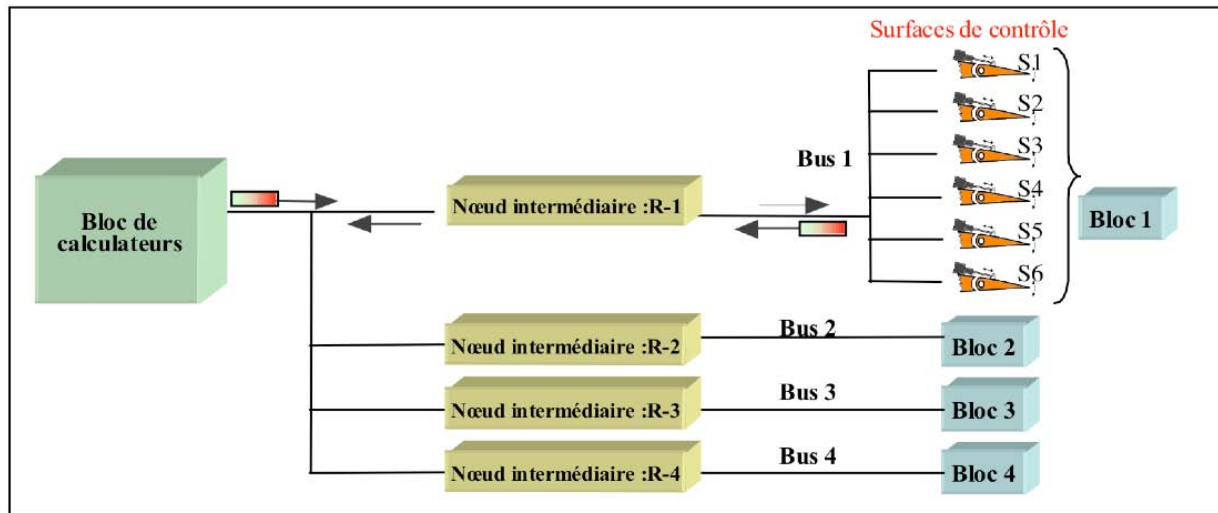 Surfaces de contrôle
S1
S2
S3
S4
S5
S6
Bus 1
Bloc de
calculateurs
Nœud intermédiaire :R-1
Bloc 1
Nœud intermédiaire :R-2
Bus 2
Bloc 2
Nœud intermédiaire :R-3
Bus 3
Bloc 3
Nœud intermédiaire :R-4
Bus 4
Bloc 4